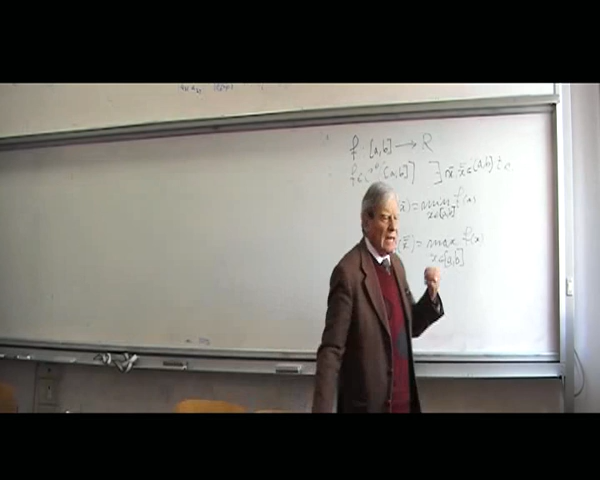 f: [a,b] → R
[a,b] ∃ x̄, x̿ ∈ [a,b] t.c.
(x̄) = min f(x)
x∈[a,b]
(x̿) = max f(x)
x∈[a,b]